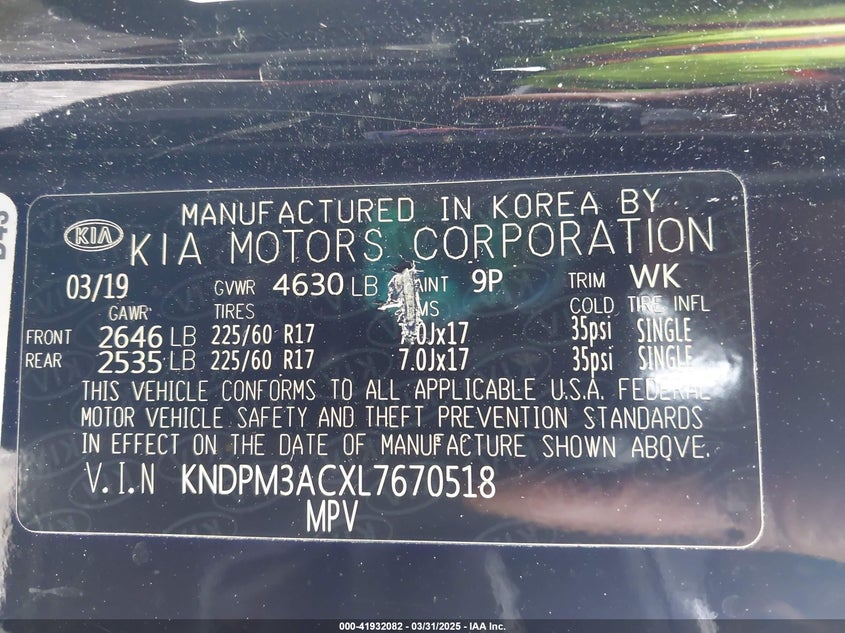 MANUFACTURED IN KOREA BY
KIA KIA MOTORS CORPORATION
03/19 GVWR 4630 LB AINT 9P TRIM WK
GAWR TIRES MS COLD TIRE INFL
FRONT 2646 LB 225/60 R17 .0Jx17 35psi SINGLE
REAR 2535 LB 225/60 R17 7.0Jx17 35psi SINGLE
THIS VEHICLE CONFORMS TO ALL APPLICABLE U.S.A. FEDERAL
MOTOR VEHICLE SAFETY AND THEFT PREVENTION STANDARDS
IN EFFECT ON THE DATE OF MANUFACTURE SHOWN ABOVE.
V.I.N KNDPM3ACXL7670518
MPV
000-41932082 - 03/31/2025 - IAA Inc.